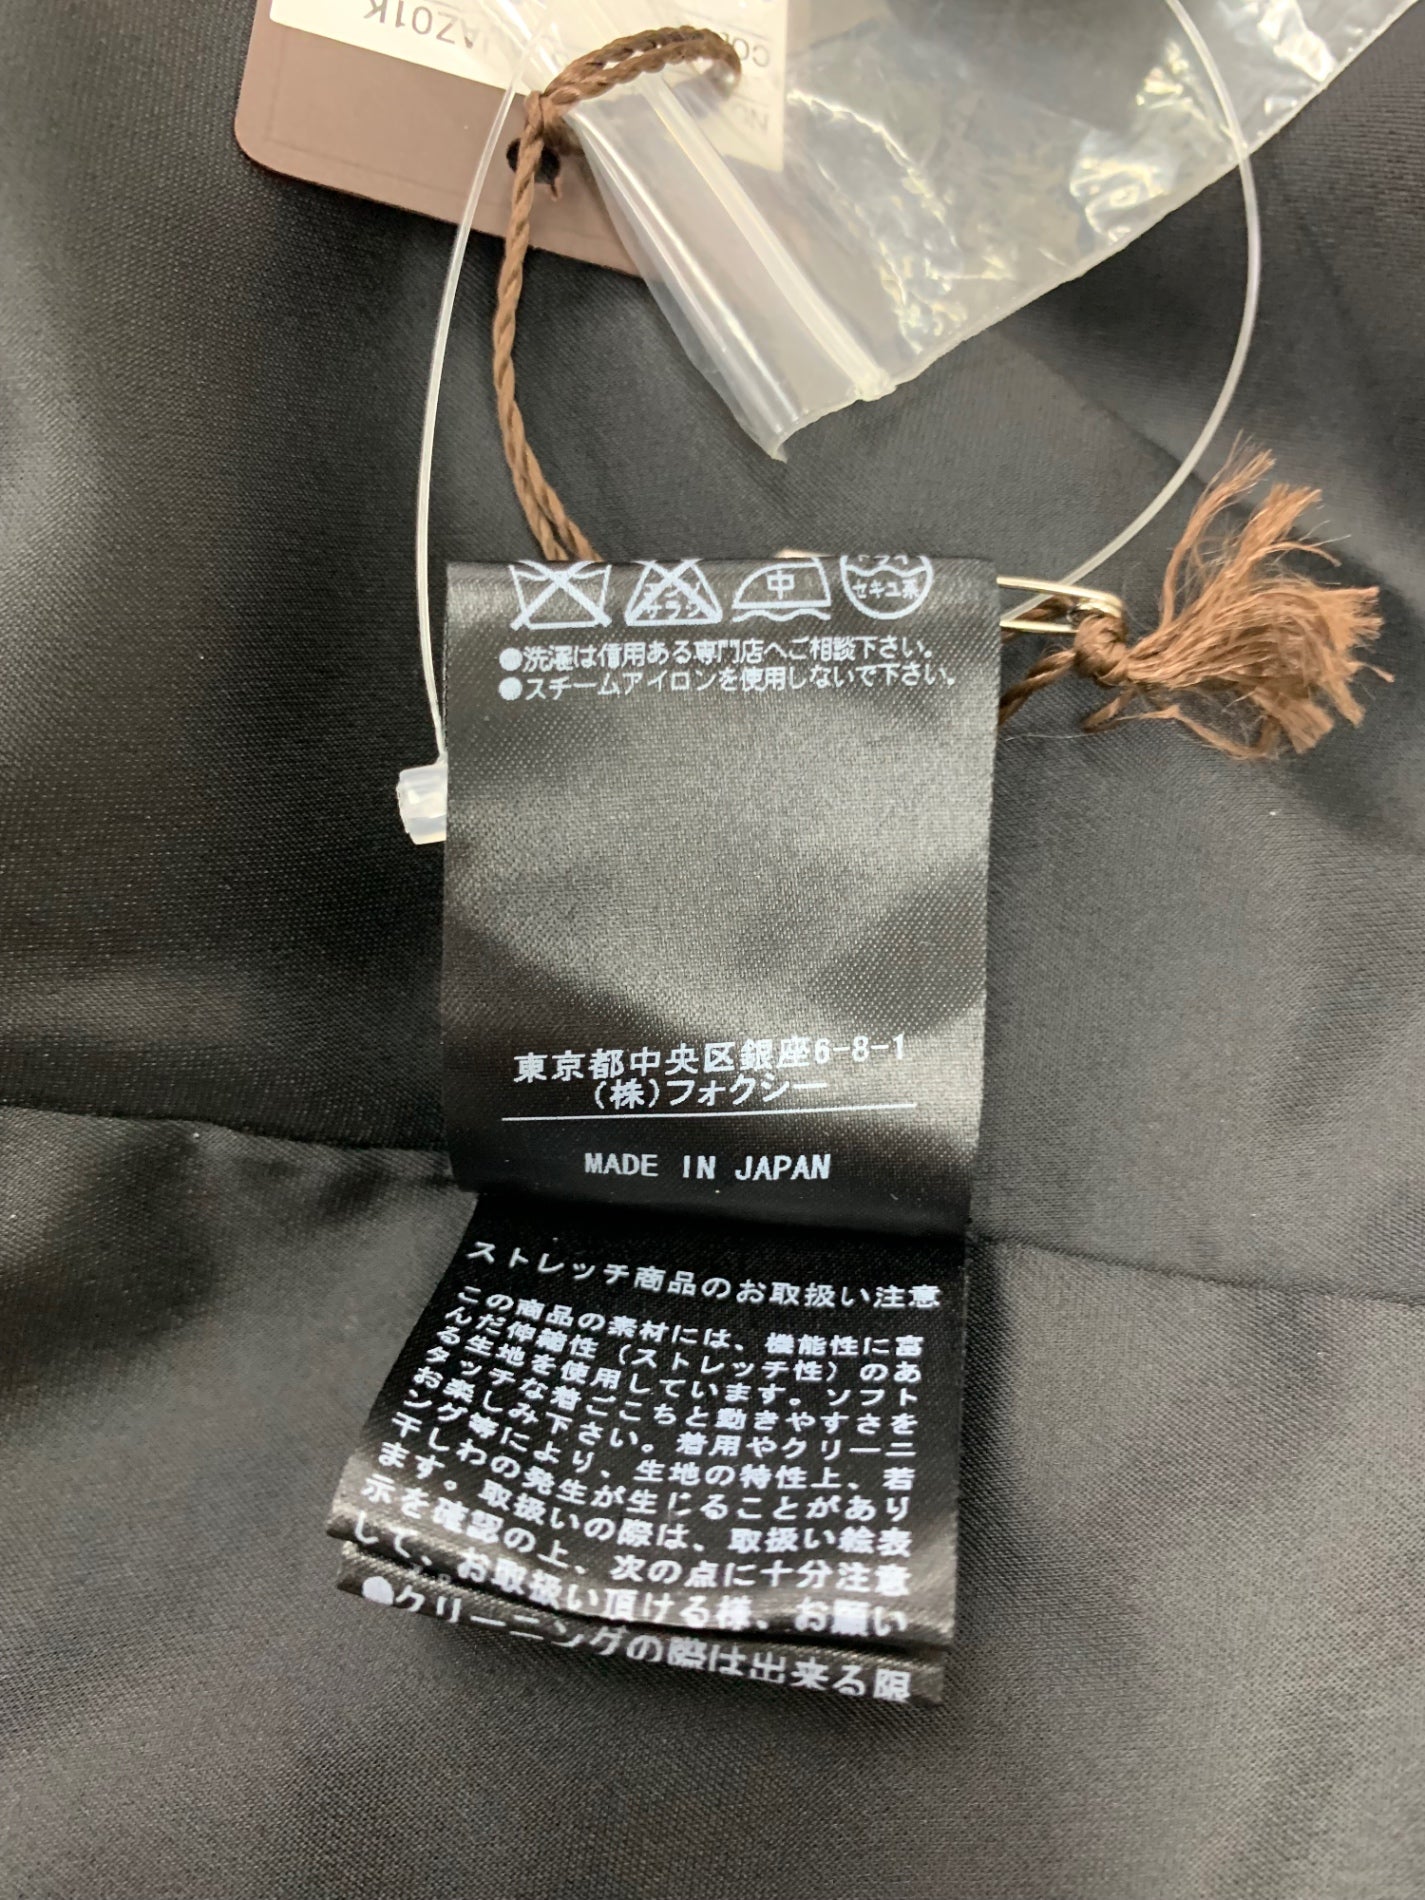 AZ01K
中
セキユ系
●洗濯は信用ある専門店へご相談下さい。
●スチームアイロンを使用しないで下さい。
東京都中央区銀座6-8-1
(株)フォクシー
MADE IN JAPAN
ストレッチ商品のお取扱い注意
この商品の素材には、機能性に富
んだ伸縮性（ストレッチ性）のあ
る生地を使用しています。ソフト
タッチな着ごこちと動きやすさを
お楽しみ下さい。着用やクリーニ
ング等により、生地の特性上、若
干しわの発生が生じることがあり
ます。取扱いの際は、取扱い絵表
示を確認の上、次の点に十分注意
して、お取扱い頂ける様、お願い
●クリーニングの際は出来る限